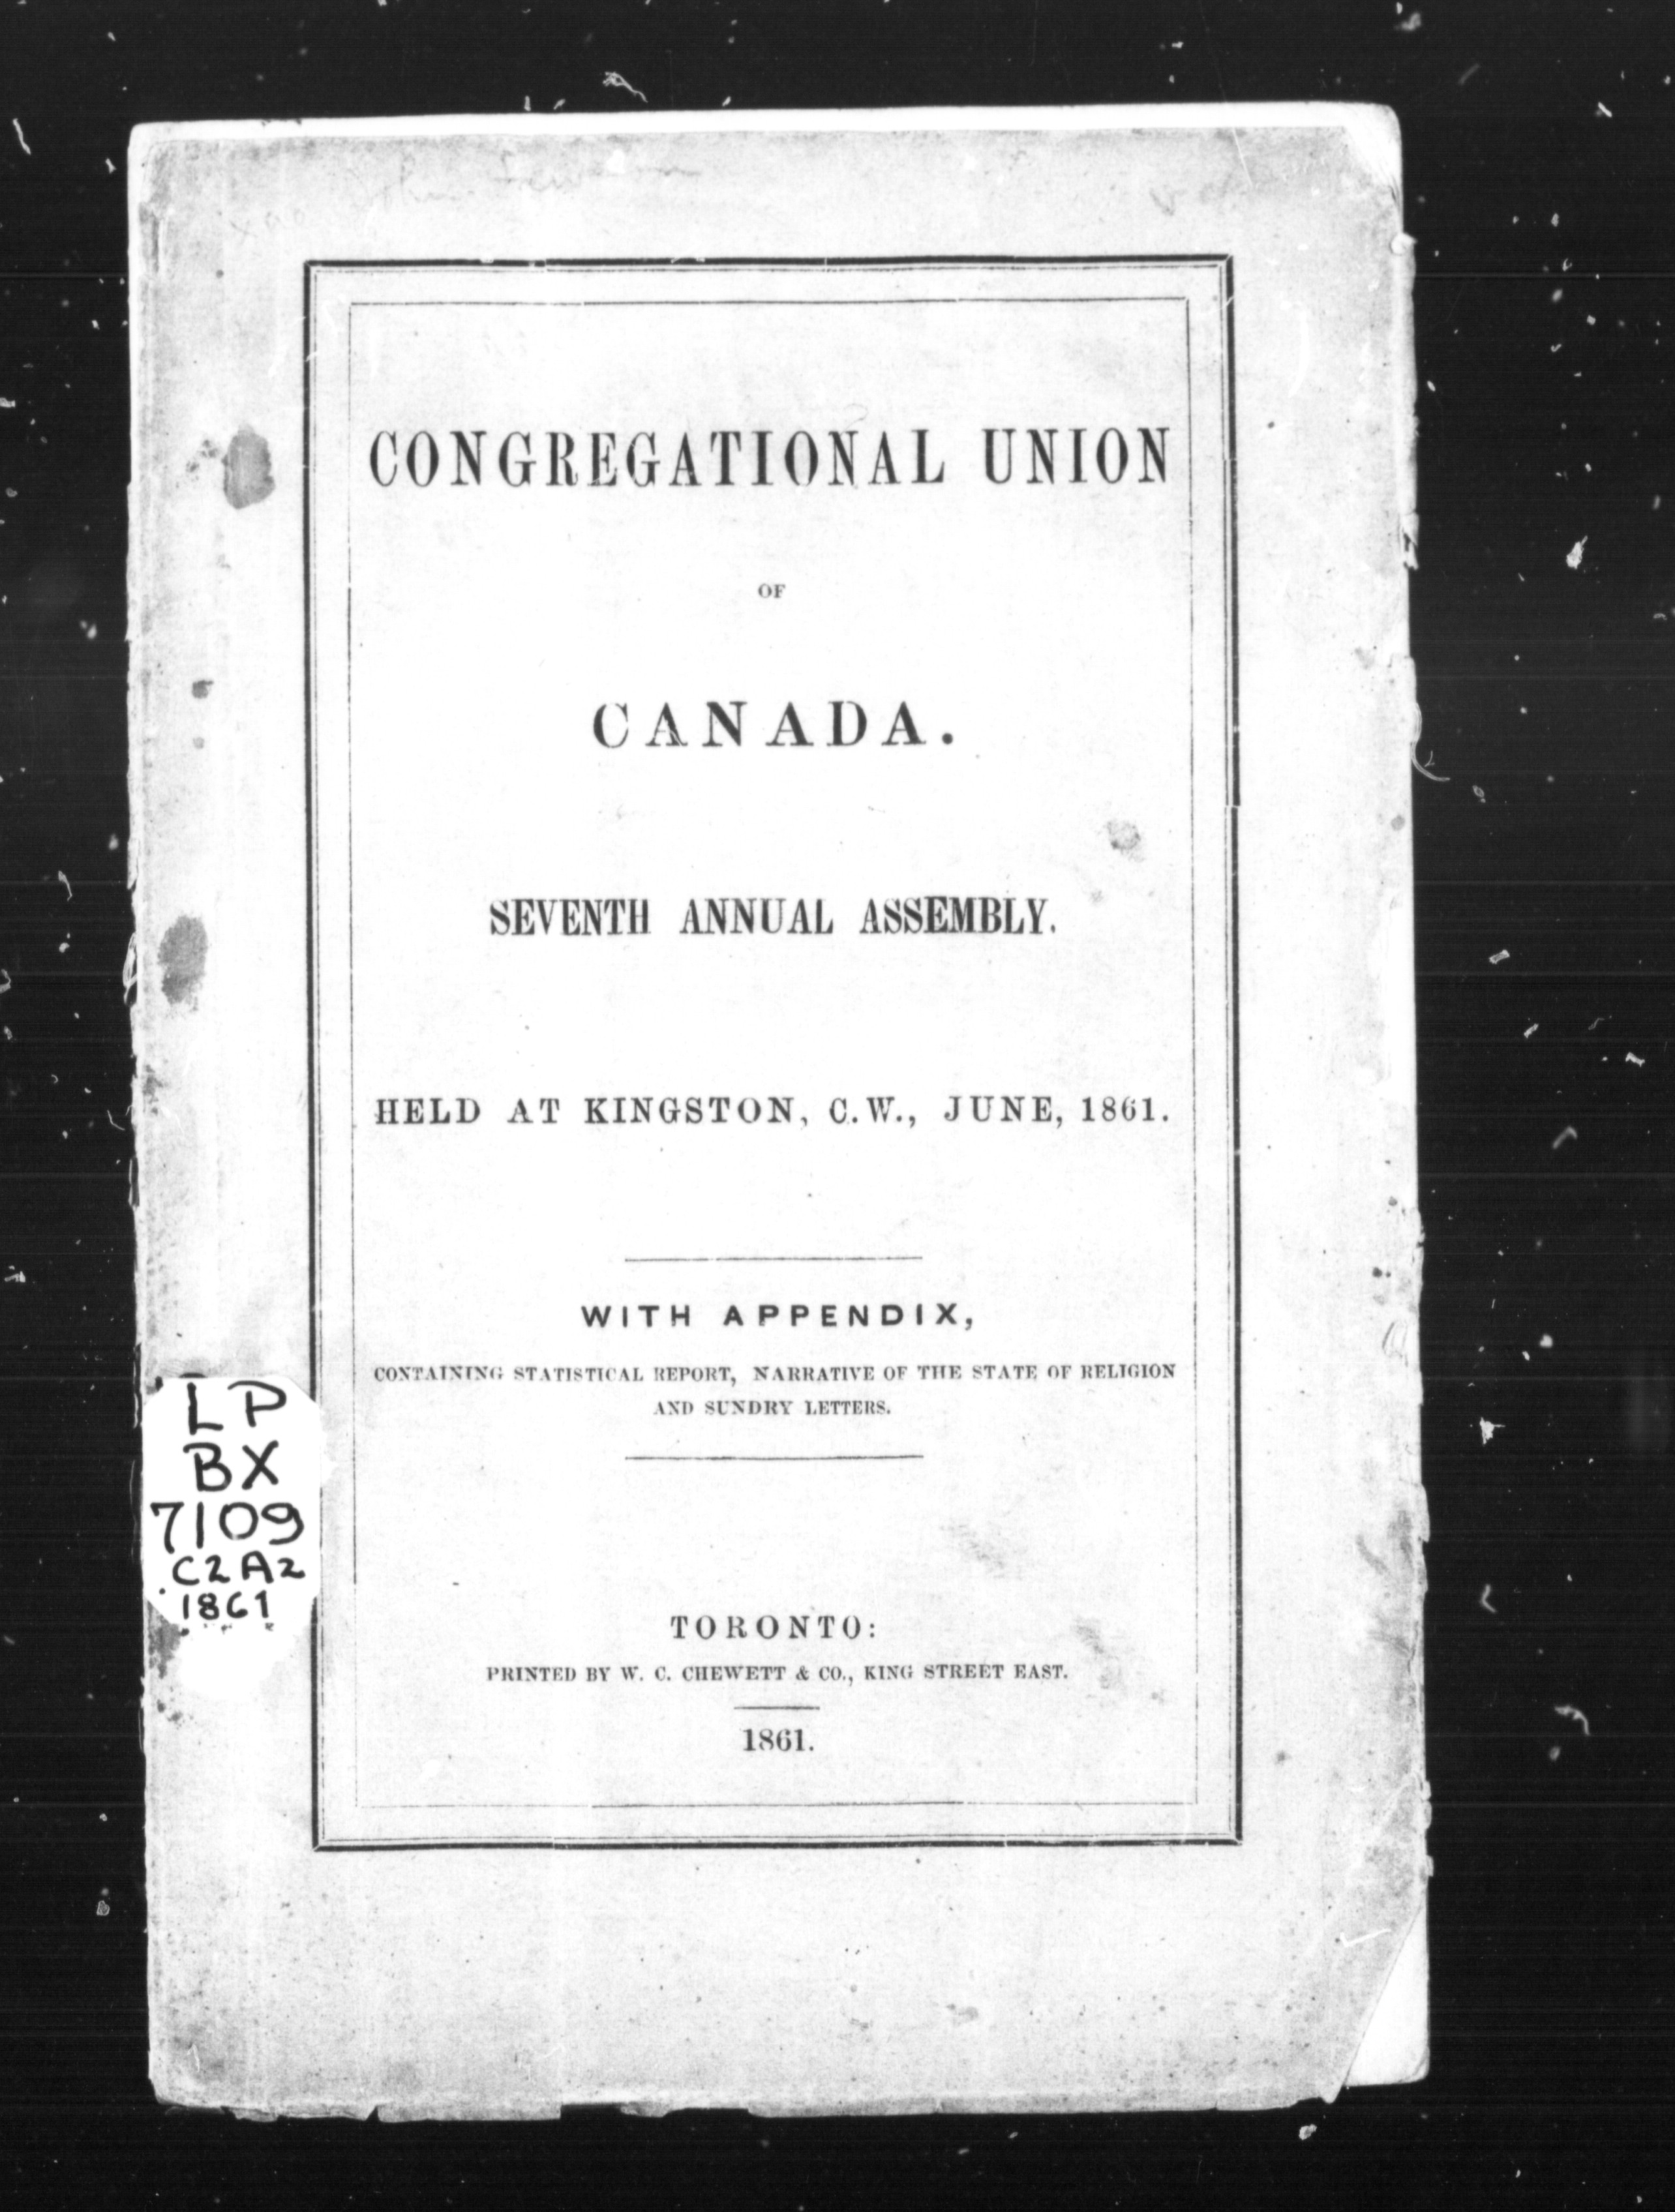 CONGREGATIONAL UNION
OF
CANADA.
SEVENTH ANNUAL ASSEMBLY.
HELD AT KINGSTON, C.W., JUNE, 1861.
WITH APPENDIX,
CONTAINING STATISTICAL REPORT, NARRATIVE OF THE STATE OF RELIGION
AND SUNDRY LETTERS.
LP
BX
7109
C2A2
1861
TORONTO:
PRINTED BY W. C. CHEWETT & CO., KING STREET EAST.
1861.